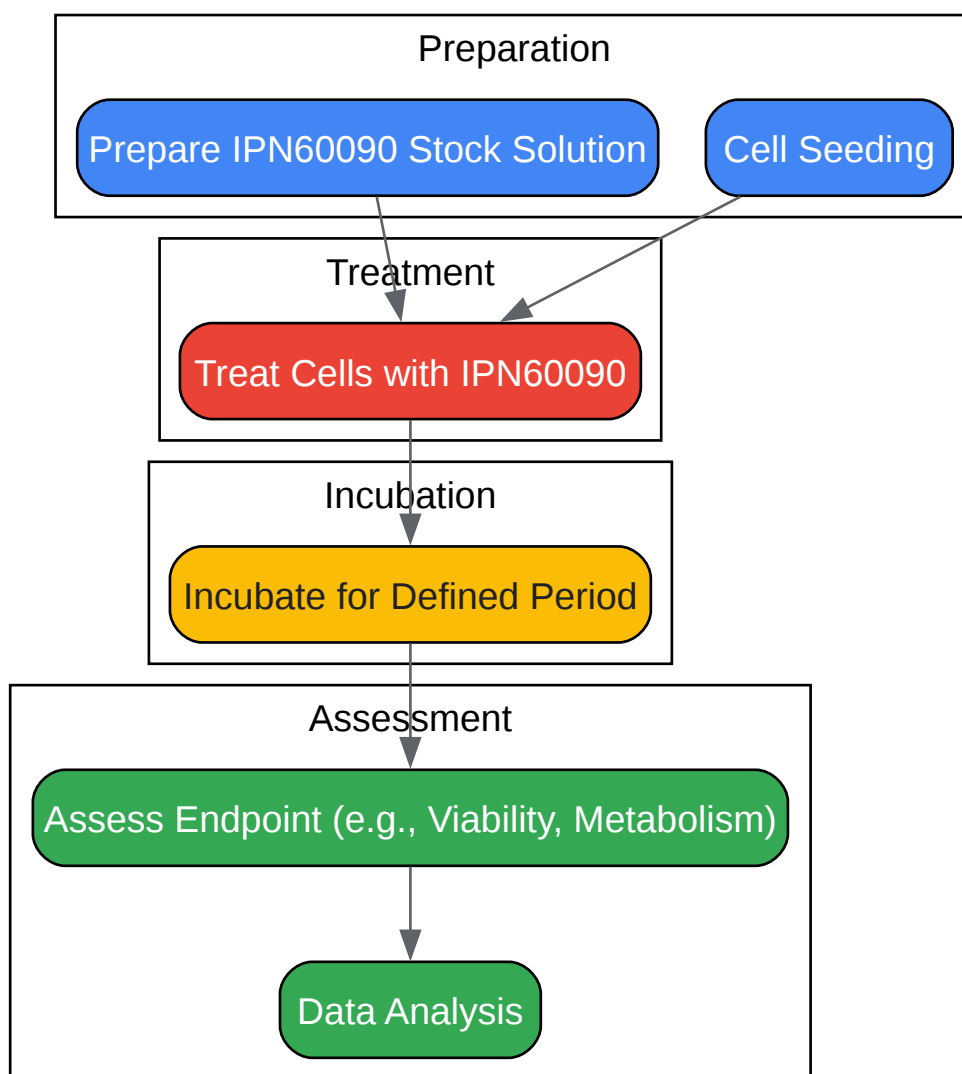 Preparation
Prepare IPN60090 Stock Solution
Cell Seeding
Treatment
Treat Cells with IPN60090
Incubation
Incubate for Defined Period
Assessment
Assess Endpoint (e.g., Viability, Metabolism)
Data Analysis